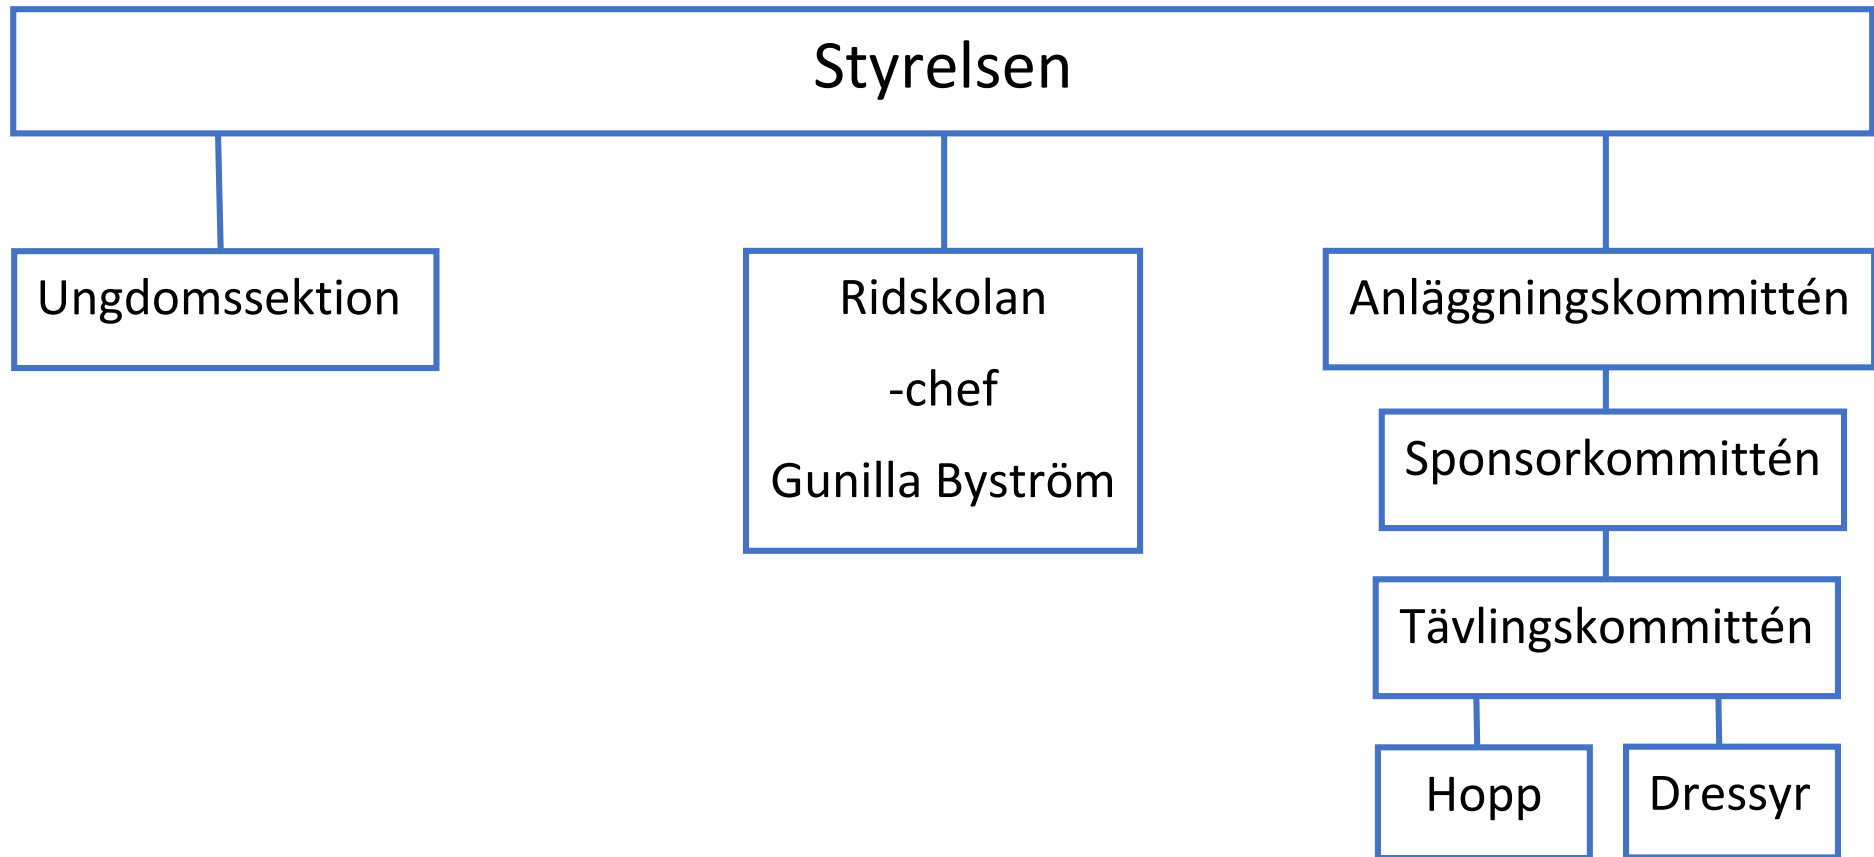 Styrelsen
Ungdomssektion
Ridskolan
-chef
Gunilla Byström
Anläggningskommittén
Sponsorkommittén
Tävlingskommittén
Hopp
Dressyr